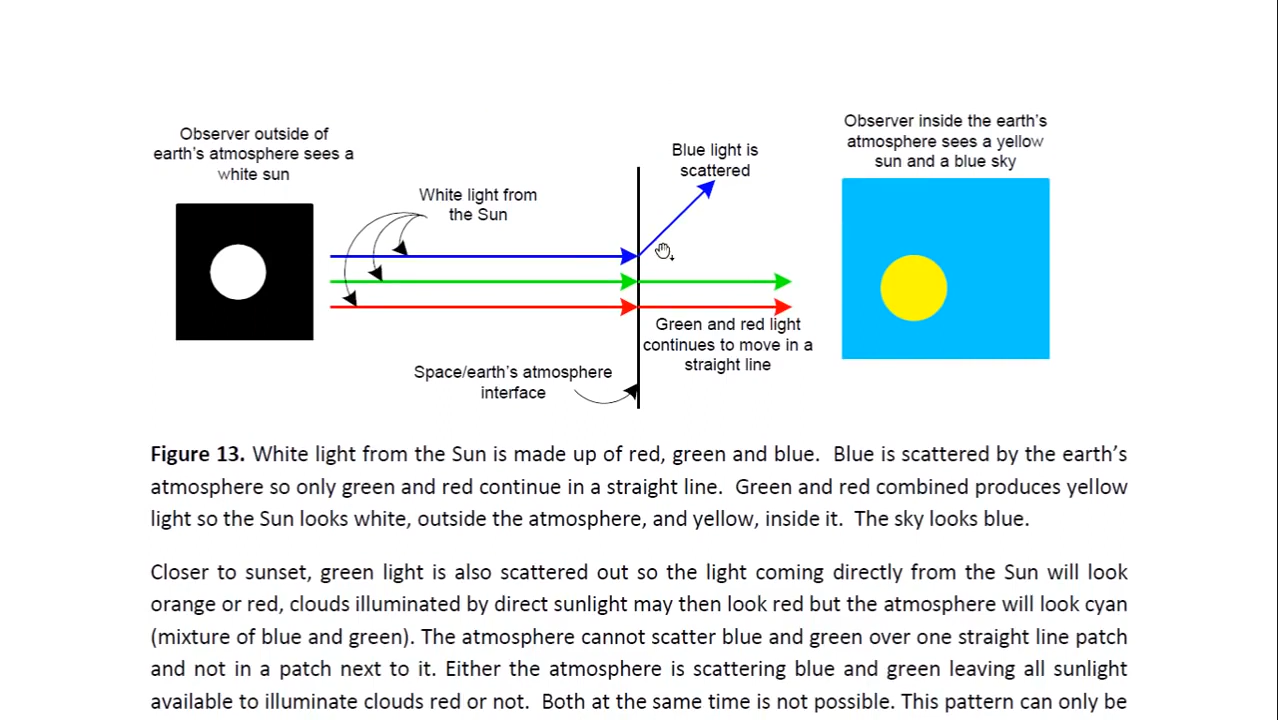 Observer outside of
earth's atmosphere sees a
white sun
White light from
the Sun
Blue light is
scattered
Observer inside the earth's
atmosphere sees a yellow
sun and a blue sky
Green and red light
continues to move in a
straight line
Space/earth's atmosphere
interface
Figure 13. White light from the Sun is made up of red, green and blue. Blue is scattered by the earth's
atmosphere so only green and red continue in a straight line. Green and red combined produces yellow
light so the Sun looks white, outside the atmosphere, and yellow, inside it. The sky looks blue.
Closer to sunset, green light is also scattered out so the light coming directly from the Sun will look
orange or red, clouds illuminated by direct sunlight may then look red but the atmosphere will look cyan
(mixture of blue and green). The atmosphere cannot scatter blue and green over one straight line patch
and not in a patch next to it. Either the atmosphere is scattering blue and green leaving all sunlight
available to illuminate clouds red or not. Both at the same time is not possible. This pattern can only be